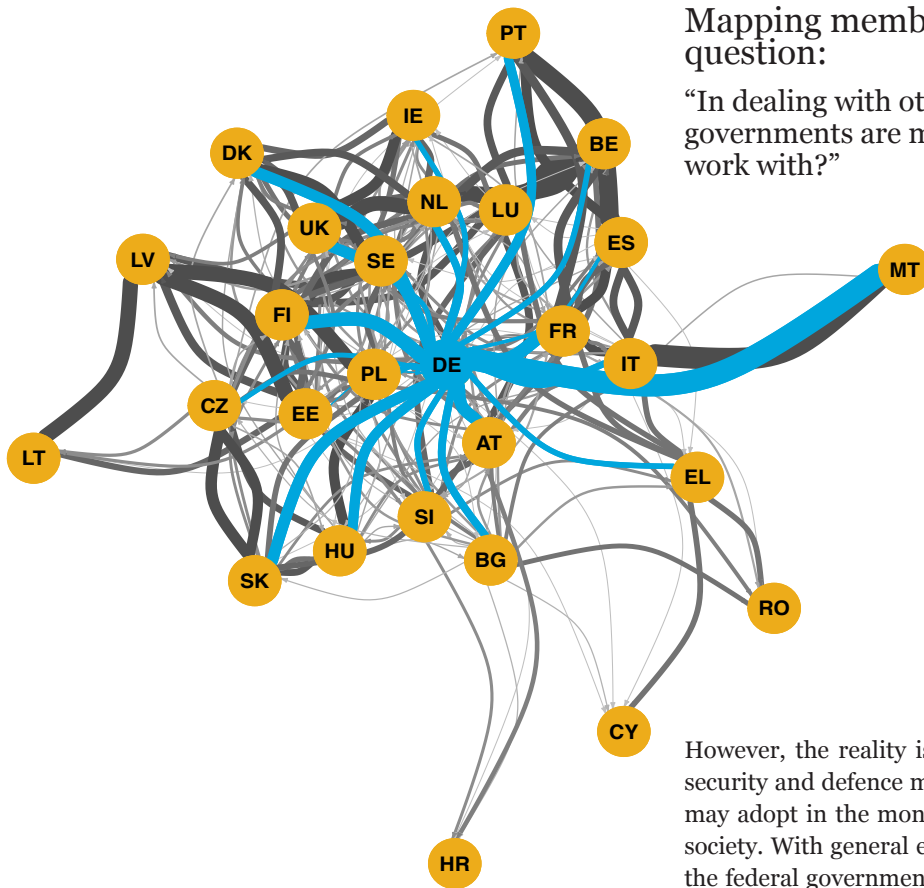 Mapping memb
question:
“In dealing with ot
governments are m
work with?”
PT
IE
BE
DK
NL
LU
UK
ES
SE
LV
MT
FI
FR
DE
IT
PL
CZ
EE
AT
LT
EL
SI
HU
BG
SK
RO
CY
HR
However, the reality is
security and defence m
may adopt in the mon
society. With general e
the federal governmen